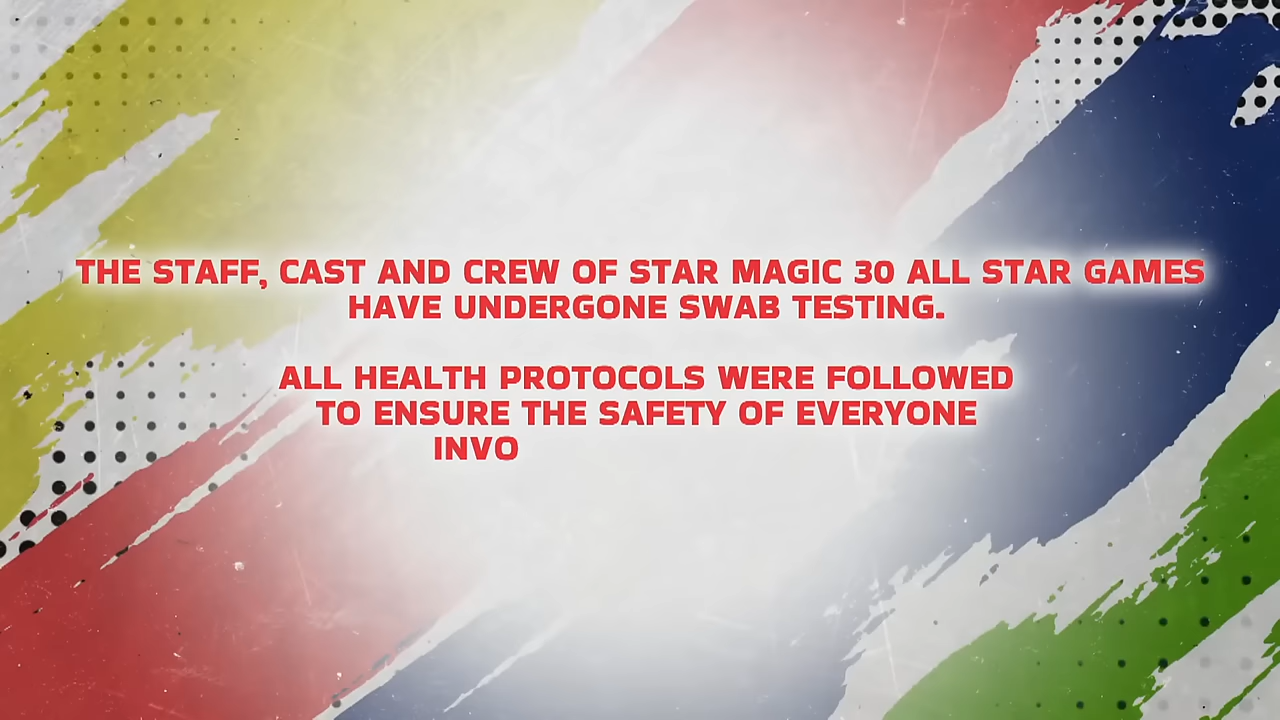 THE STAFF, CAST AND CREW OF STAR MAGIC 30 ALL STAR GAMES
HAVE UNDERGONE SWAB TESTING.
ALL HEALTH PROTOCOLS WERE FOLLOWED
TO ENSURE THE SAFETY OF EVERYONE
INVO